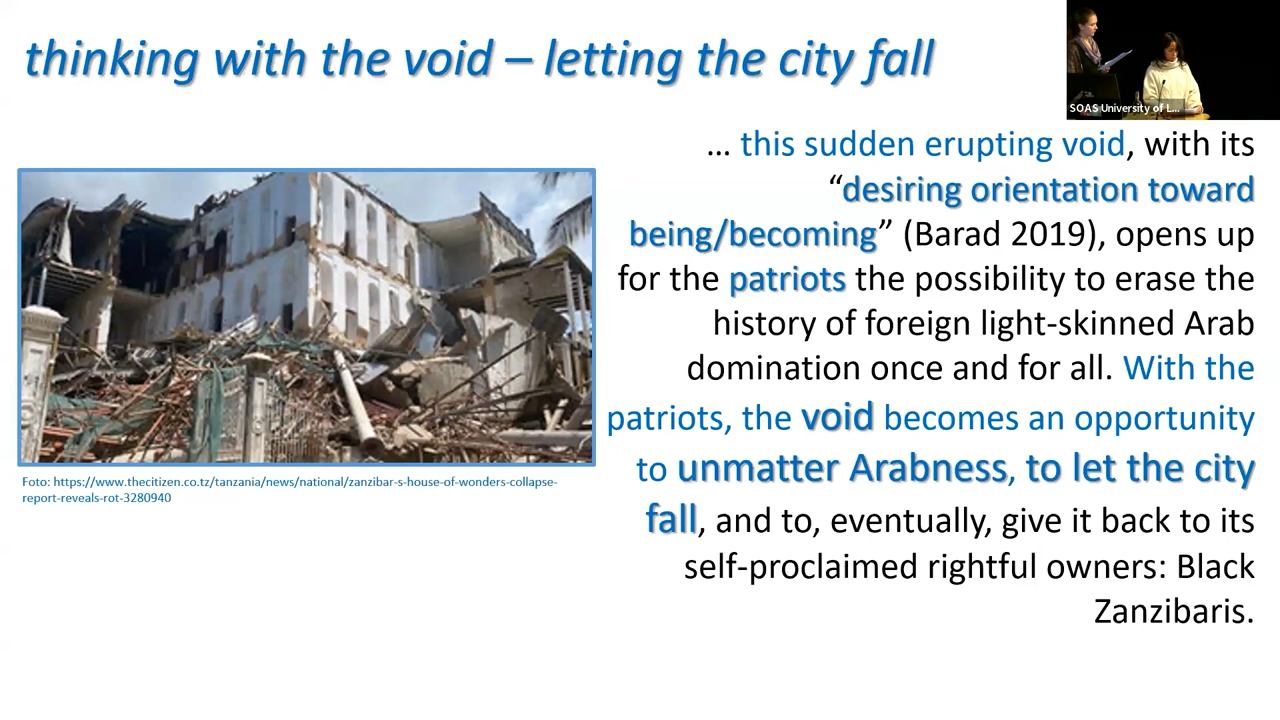 thinking with the void – letting the city fall
SOAS University of L...
… this sudden erupting void, with its
“desiring orientation toward
being/becoming” (Barad 2019), opens up
for the patriots the possibility to erase the
history of foreign light-skinned Arab
domination once and for all. With the
patriots, the void becomes an opportunity
to unmatter Arabness, to let the city
fall, and to, eventually, give it back to its
self-proclaimed rightful owners: Black
Zanzibaris.
Foto: https://www.thecitizen.co.tz/tanzania/news/national/zanzibar-s-house-of-wonders-collapse-
report-reveals-rot-3280940